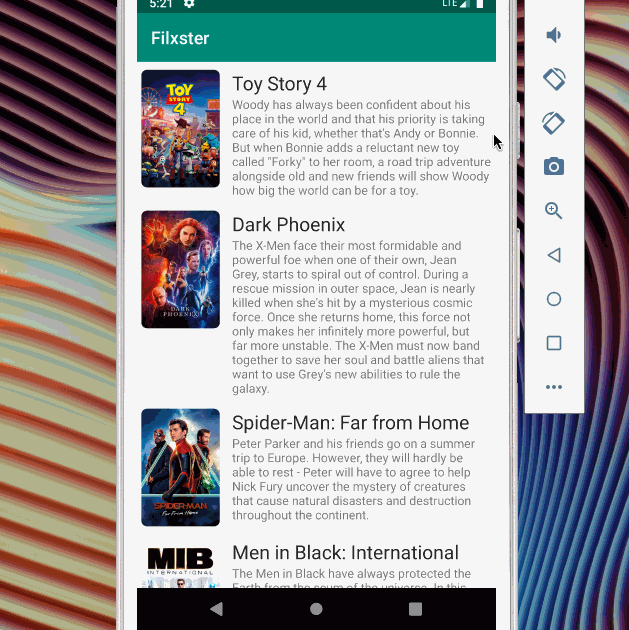 5:21
LTE
Filxster
TOY
STORY
4
Toy Story 4
Woody has always been confident about his
place in the world and that his priority is taking
care of his kid, whether that's Andy or Bonnie.
But when Bonnie adds a reluctant new toy
called "Forky" to her room, a road trip adventure
alongside old and new friends will show Woody
how big the world can be for a toy.
DARK
PHOENIX
Dark Phoenix
The X-Men face their most formidable and
powerful foe when one of their own, Jean
Grey, starts to spiral out of control. During a
rescue mission in outer space, Jean is nearly
killed when she's hit by a mysterious cosmic
force. Once she returns home, this force not
only makes her infinitely more powerful, but
far more unstable. The X-Men must now band
together to save her soul and battle aliens that
want to use Grey's new abilities to rule the
galaxy.
SPIDER-MAN
Far From Home
Spider-Man: Far from Home
Peter Parker and his friends go on a summer
trip to Europe. However, they will hardly be
able to rest - Peter will have to agree to help
Nick Fury uncover the mystery of creatures
that cause natural disasters and destruction
throughout the continent.
MIB
INTERNATIONAL
Men in Black: International
The Men in Black have always protected the
Earth from the scum of the universe. In this